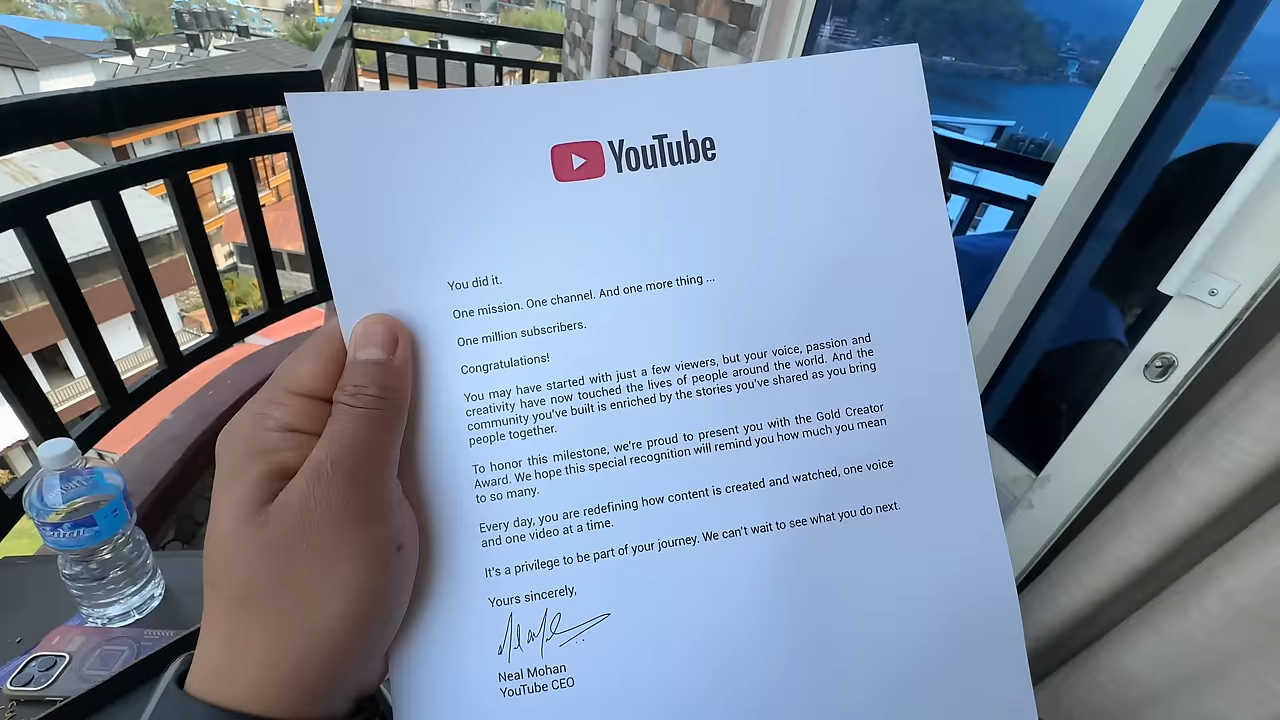 YouTube
You did it.
One mission. One channel. And one more thing ...
One million subscribers.
Congratulations!
You may have started with just a few viewers, but your voice, passion and
creativity have now touched the lives of people around the world. And the
community you've built is enriched by the stories you've shared as you bring
people together.
To honor this milestone, we're proud to present you with the Gold Creator
Award. We hope this special recognition will remind you how much you mean
to so many.
Every day, you are redefining how content is created and watched, one voice
and one video at a time.
It's a privilege to be part of your journey. We can't wait to see what you do next.
Yours sincerely,
Neal Mohan
YouTube CEO